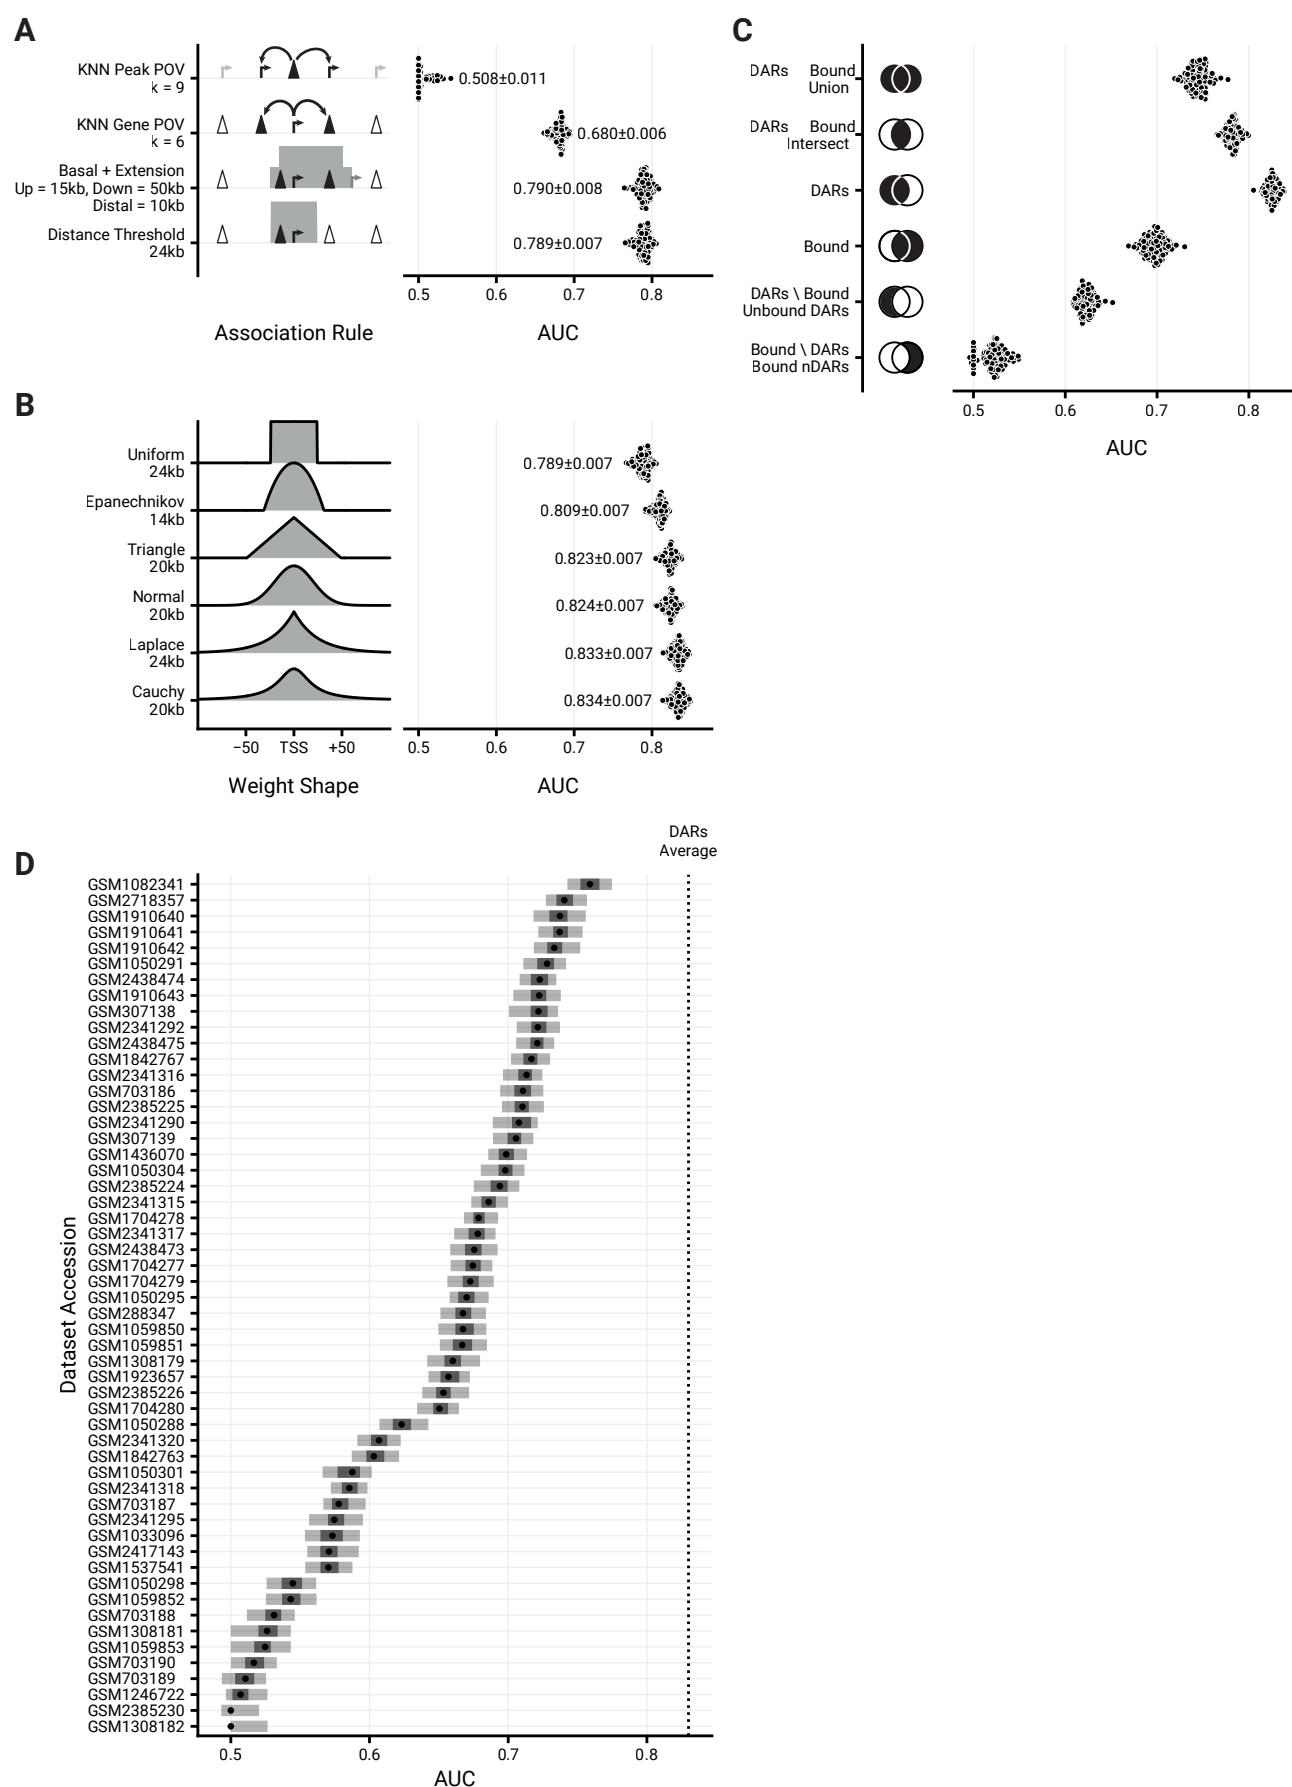 A
KNN Peak POV
k = 9
KNN Gene POV
k = 6
Basal + Extension
Up = 15kb, Down = 50kb
Distal = 10kb
Distance Threshold
24kb
0.508±0.011
0.680±0.006
0.790±0.008
0.789±0.007
0.5 0.6 0.7 0.8
Association Rule
AUC
B
Uniform
24kb
Epanechnikov
14kb
Triangle
20kb
Normal
20kb
Laplace
24kb
Cauchy
20kb
−50 TSS +50
Weight Shape
0.789±0.007
0.809±0.007
0.823±0.007
0.824±0.007
0.833±0.007
0.834±0.007
0.5 0.6 0.7 0.8
AUC
C
DARs Bound
Union
DARs Bound
Intersect
DARs
Bound
DARs \ Bound
Unbound DARs
Bound \ DARs
Bound nDARs
0.5 0.6 0.7 0.8
AUC
D
DARs
Average
Dataset Accession
GSM1082341
GSM2718357
GSM1910640
GSM1910641
GSM1910642
GSM1050291
GSM2438474
GSM1910643
GSM307138
GSM2341292
GSM2438475
GSM1842767
GSM2341316
GSM703186
GSM2385225
GSM2341290
GSM307139
GSM1436070
GSM1050304
GSM2385224
GSM2341315
GSM1704278
GSM2341317
GSM2438473
GSM1704277
GSM1704279
GSM1050295
GSM288347
GSM1059850
GSM1059851
GSM1308179
GSM1923657
GSM2385226
GSM1704280
GSM1050288
GSM2341320
GSM1842763
GSM1050301
GSM2341318
GSM703187
GSM2341295
GSM1033096
GSM2417143
GSM1537541
GSM1050298
GSM1059852
GSM703188
GSM1308181
GSM1059853
GSM703190
GSM703189
GSM1246722
GSM2385230
GSM1308182
0.5 0.6 0.7 0.8
AUC